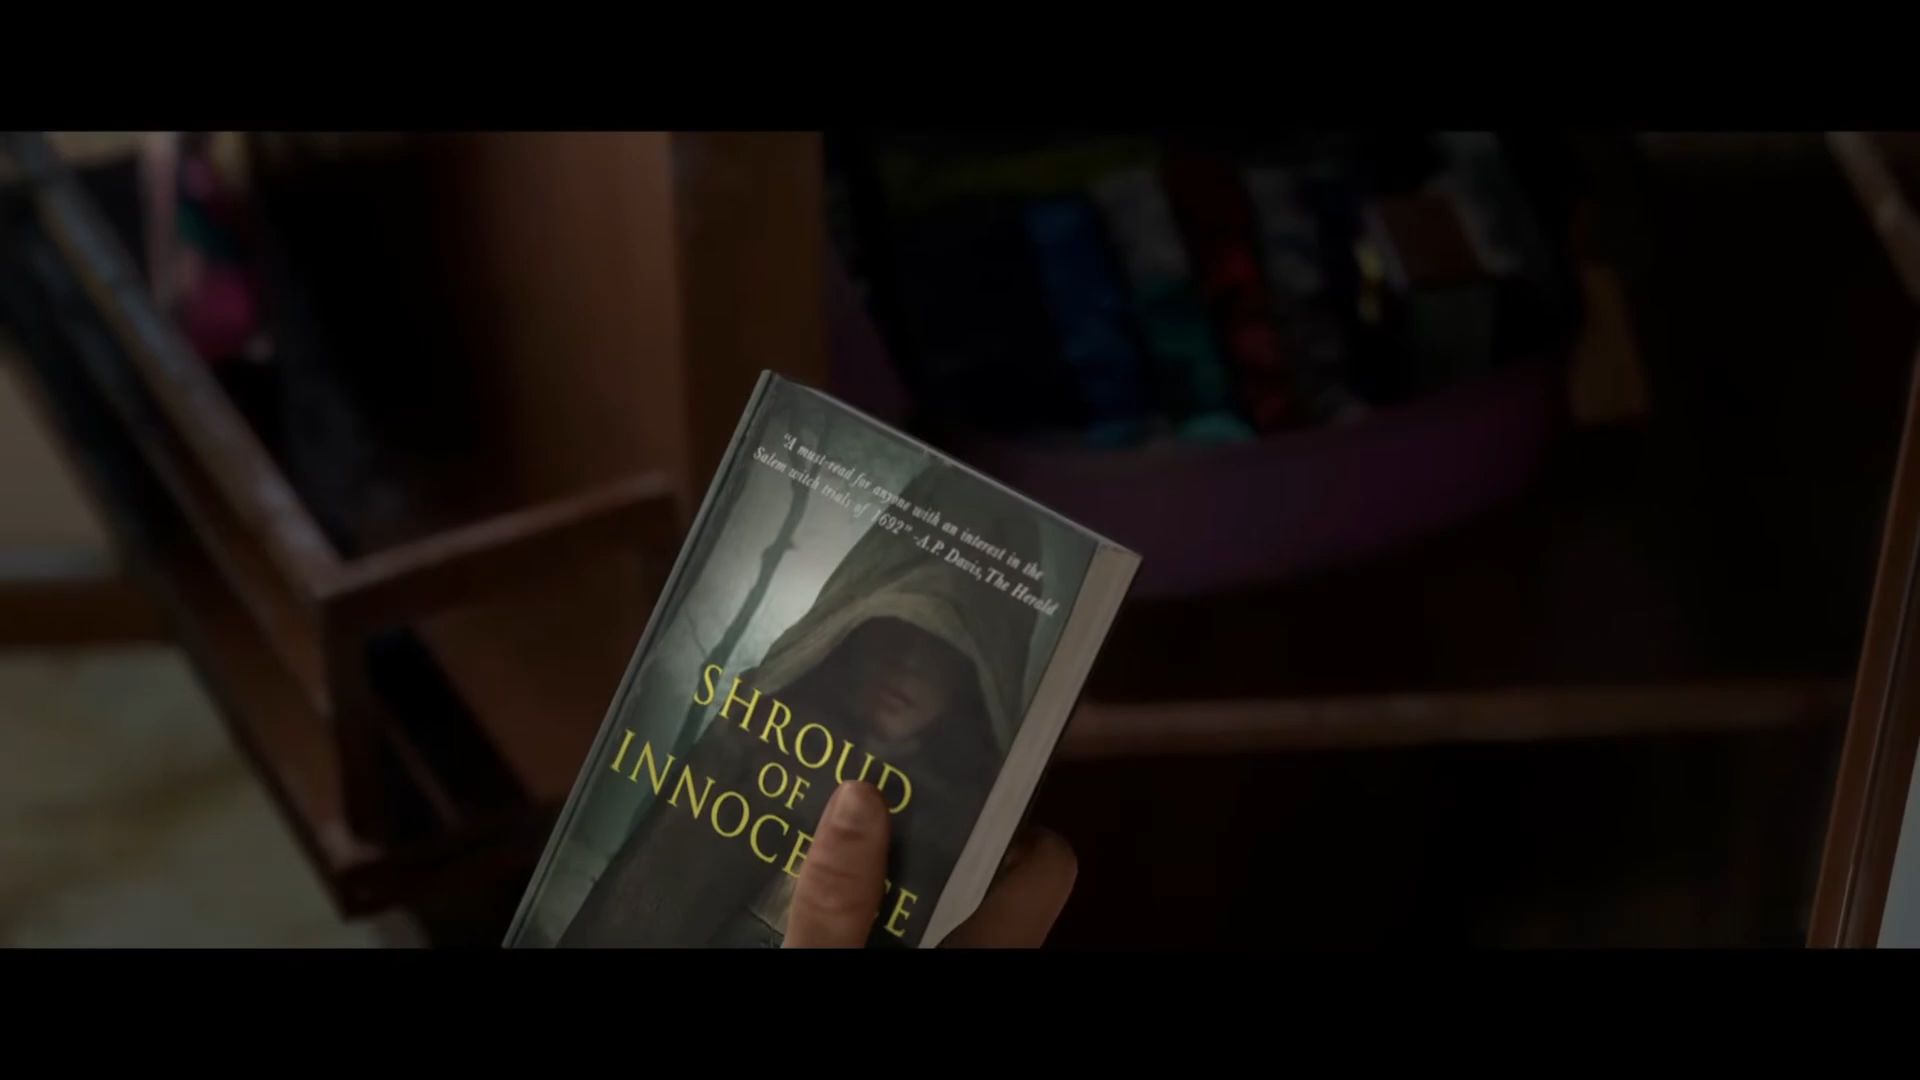 "A must-read for anyone with an interest in the
Salem witch trials of 1692" -A.P. Davis, The Herald
SHROUD
OF
INNOCE CE